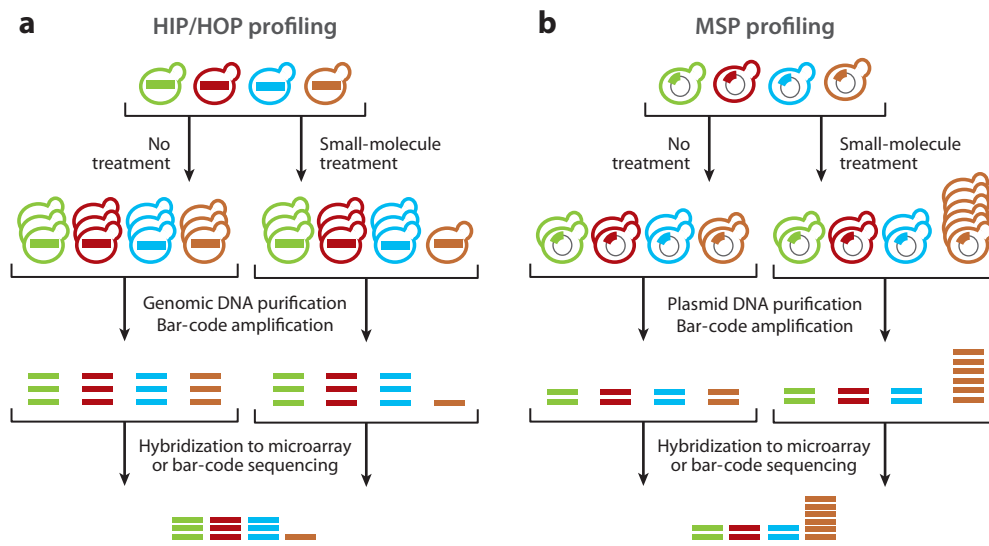 a
HIP/HOP profiling
No
treatment
Small-molecule
treatment
Genomic DNA purification
Bar-code amplification
Hybridization to microarray
or bar-code sequencing
b
MSP profiling
No
treatment
Small-molecule
treatment
Plasmid DNA purification
Bar-code amplification
Hybridization to microarray
or bar-code sequencing